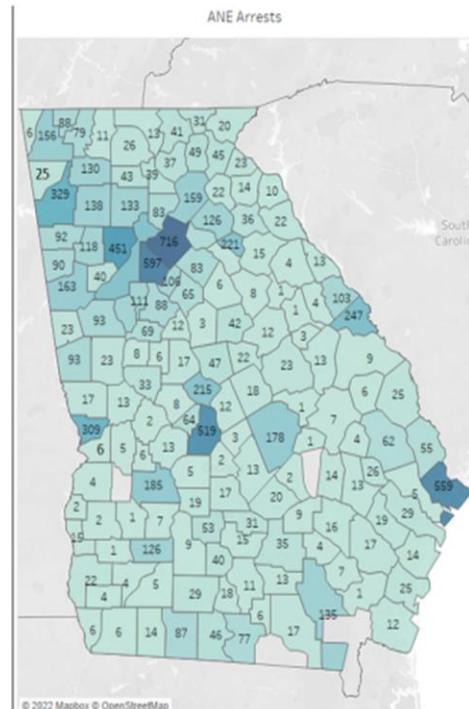 ANE Arrests
6 88 31 20
156 79 11 13 41
26 49 45
25 130 43 39 37 23
329 159 22 14 10
138 133 83 126 36 22
92 118 451 716 221 15
South
Carolina
90 40 597 83 4 13
163 106 6 8 1
111 88 65 1 4 103
23 93 69 12 3 42 12 247
3
93 23 8 6 17 47 22 23 13 9
33 215 18 6 25
17 13 2 8 12 1 7
309 64 519 3 178 4 62 55
6 5 6 13 2 1
5 13 14 26 559
4 185 17 2 13 5
2 19 20 29
2 1 7 53 31 9 16 19
15 1 126 9 15 35 4 17 14
40 7
22 4 5 11 13 1 25
4 29 18
6 135 12
6 6 14 87 46 77 17
© 2022 Mapbox © OpenStreetMap